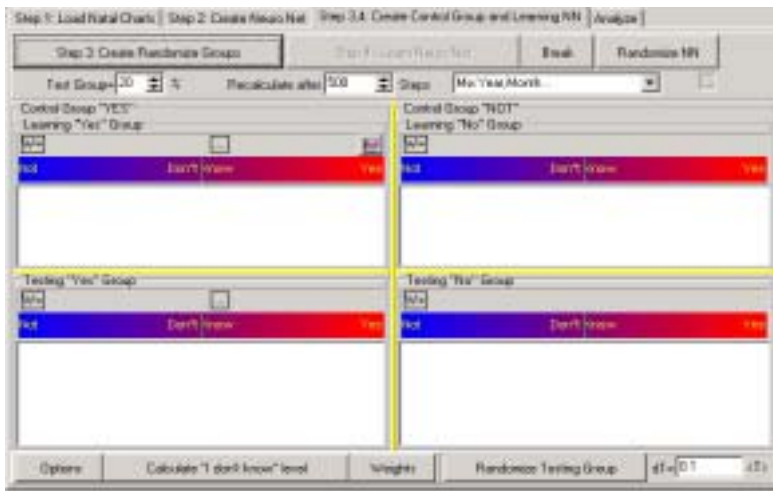 Step 1: Load Natal Charts Step 2: Create Neuro Net Step 3,4: Create Control Group and Learning NN Analyze
Step 3: Create Randomize Groups Break Randomize NN
Test Group= 20 % Recalculate after 500 Steps Year,Month...
Control Group "YES" Control Group "NOT"
Learning "Yes" Group Learning "No" Group
Not Don't Know Yes Not Don't Know Yes
Testing "Yes" Group Testing "No" Group
Not Don't Know Yes Not Don't Know Yes
Options Calculate "I don't know" level Weights Randomize Testing Group dT= 0.1